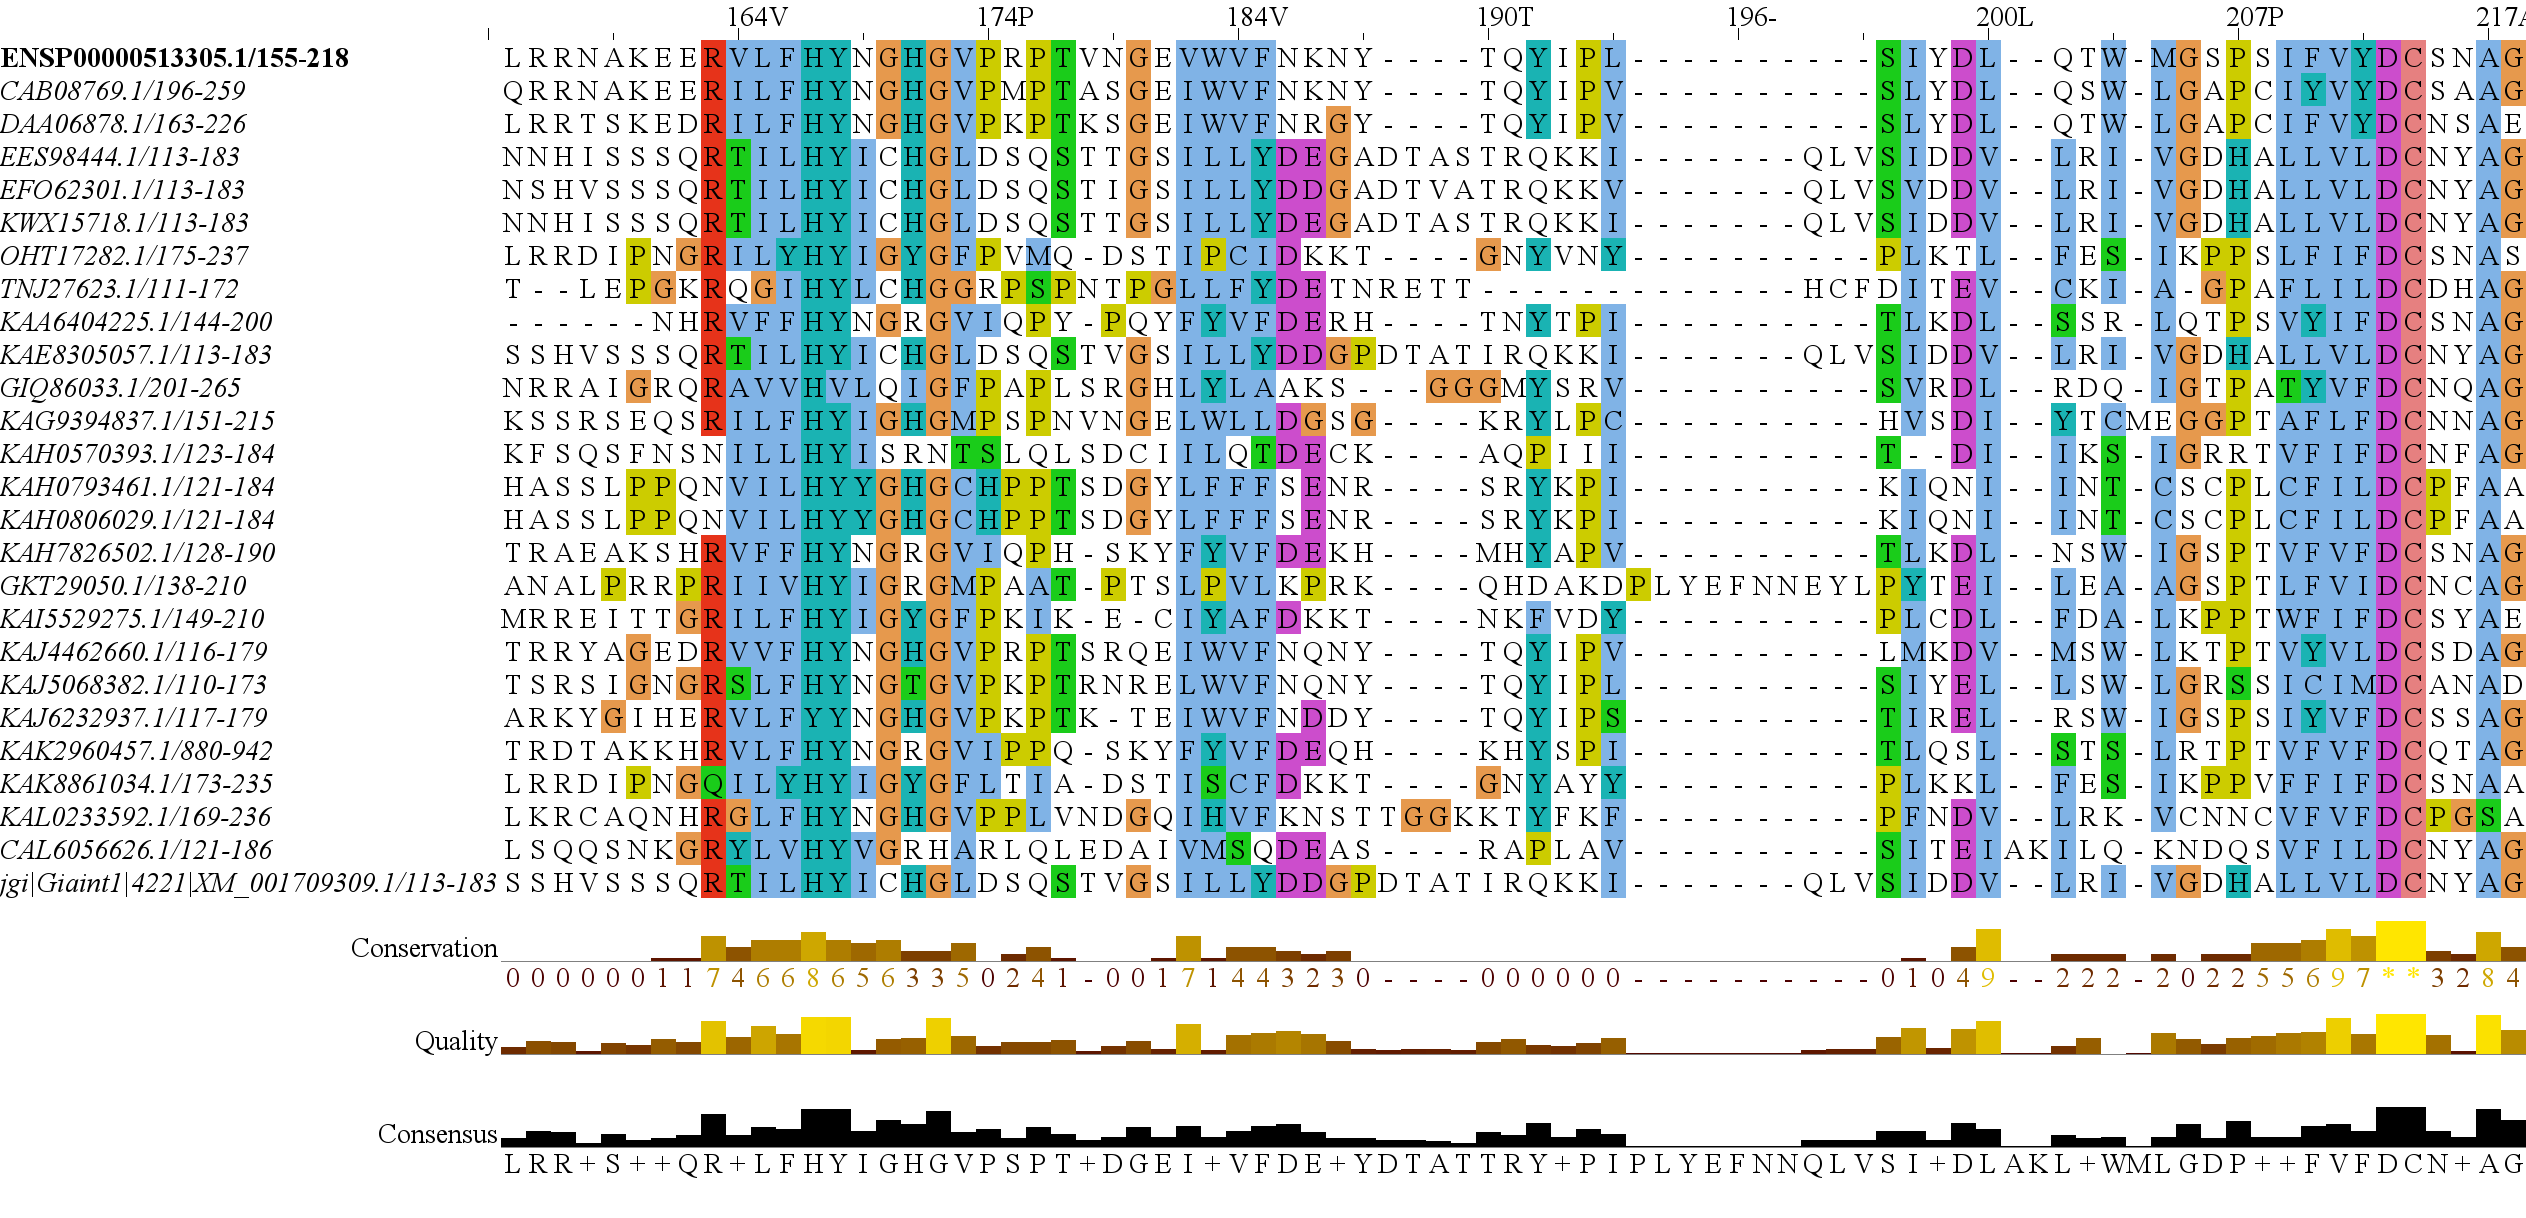 164V 174P 184V 190T 196- 200L 207P 217A
ENSP00000513305.1/155-218 LRRNAKEERVLFHYNGHGVPRPTVNGEVWVFNKNY----TQYIPL----------SIYDL--QTW-MGSPSIFVYDCSNAG
CAB08769.1/196-259 QRRNAKEERILFHYNGHGVPMPTASGEIWVFNKNY----TQYIPV----------SLYDL--QSW-LGAPCIYVYDCSAAG
DAA06878.1/163-226 LRRTSKEDRILFHYNGHGVPKPTKSGEIWVFNRGY----TQYIPV----------SLYDL--QTW-LGAPCIFVYDCNSAE
EES98444.1/113-183 NNHISSSQRTILHYICHGLDSQSTTGSILLYDEGADTASTRQKKI-------QLVSIDDV--LRI-VGDHALLVLDCNYAG
EFO62301.1/113-183 NSHVSSSQRTILHYICHGLDSQSTIGSILLYDDGADTVATRQKKV-------QLVSVDDV--LRI-VGDHALLVLDCNYAG
KWX15718.1/113-183 NNHISSSQRTILHYICHGLDSQSTTGSILLYDEGADTASTRQKKI-------QLVSIDDV--LRI-VGDHALLVLDCNYAG
OHT17282.1/175-237 LRRDIPNGRILYHYIGYGFPVMQ-DSTIPCIDKKT----GNYVNY----------PLKTL--FES-IKPPSLFIFDCSNAS
TNJ27623.1/111-172 T--LEPGKRQGIHYLCHGGRPSPNTPGLLFYDETNRETT-------------HCFDITEV--CKI-A-GPAFLILDCDHAG
KAA6404225.1/144-200 ------NHRVFFHYNGRGVIQPY-PQYFYVFDERH----TNYTPI----------TLKDL--SSR-LQTPSVYIFDCSNAG
KAE8305057.1/113-183 SSHVSSSQRTILHYICHGLDSQSTVGSILLYDDGPDTATIRQKKI-------QLVSIDDV--LRI-VGDHALLVLDCNYAG
GIQ86033.1/201-265 NRRAIGRQRAVVHVLQIGFPAPLSRGHLYLAAKS---GGGMYSRV----------SVRDL--RDQ-IGTPATYVFDCNQAG
KAG9394837.1/151-215 KSSRSEQSRILFHYIGHGMPSPNVNGELWLLDGSG----KRYLPC----------HVSDI--YTCMEGGPTAFLFDCNNAG
KAH0570393.1/123-184 KFSQSFNSNILLHYISRNTSLQLSDCIILQTDECK----AQPIII----------T--DI--IKS-IGRRTVFIFDCNFAG
KAH0793461.1/121-184 HASSLPPQNVILHYYGHGCHPPTSDGYLFFFSENR----SRYKPI----------KIQNI--INT-CSCPLCFILDCPFAA
KAH0806029.1/121-184 HASSLPPQNVILHYYGHGCHPPTSDGYLFFFSENR----SRYKPI----------KIQNI--INT-CSCPLCFILDCPFAA
KAH7826502.1/128-190 TRAEAKSHRVFFHYNGRGVIQPH-SKYFYVFDEKH----MHYAPV----------TLKDL--NSW-IGSPTVFVFDCSNAG
GKT29050.1/138-210 ANALPRRPRIIVHYIGRGMPAAT-PTSLPVLKPRK----QHDAKDPLYEFNNEYLPYTEI--LEA-AGSPTLFVIDCNCAG
KAI5529275.1/149-210 MRREITTGRILFHYIGYGFPKIK-E-CIYAFDKKT----NKFVDY----------PLCDL--FDA-LKPPTWFIFDCSYAE
KAJ4462660.1/116-179 TRRYAGEDRVVFHYNGHGVPRPTSRQEIWVFNQNY----TQYIPV----------LMKDV--MSW-LKTPTVYVLDCSDAG
KAJ5068382.1/110-173 TSRSIGNGRSLFHYNGTGVPKPTRNRELWVFNQNY----TQYIPL----------SIYEL--LSW-LGRSSICIMDCANAD
KAJ6232937.1/117-179 ARKYGIHERVLFYYNGHGVPKPTK-TEIWVFNDDY----TQYIPS----------TIREL--RSW-IGSPSIYVFDCSSAG
KAK2960457.1/880-942 TRDTAKKHRVLFHYNGRGVIPPQ-SKYFYVFDEQH----KHYSPI----------TLQSL--STS-LRTPTVFVFDCQTAG
KAK8861034.1/173-235 LRRDIPNGQILYHYIGYGFLTIA-DSTISCFDKKT----GNYAYY----------PLKKL--FES-IKPPVFFIFDCSNAA
KAL0233592.1/169-236 LKRCAQNHRGLFHYNGHGVPPLVNDGQIHVFKNSTTGGKKTYFKF----------PFNDV--LRK-VCNNCVFVFDCPGSA
CAL6056626.1/121-186 LSQQSNKGRYLVHYVGRHARLQLEDAIVMSQDEAS----RAPLAV----------SITEIAKILQ-KNDQSVFILDCNYAG
jgi|Giaint1|4221|XM_001709309.1/113-183 SSHVSSSQRTILHYICHGLDSQSTVGSILLYDDGPDTATIRQKKI-------QLVSIDDV--LRI-VGDHALLVLDCNYAG
Conservation
00000011746686563350241-00171443230----000000----------01049--222-202255697**3284
Quality
Consensus
LRR+S++QR+LFHYIGHGVPSPT+DGEI+VFDE+YDTATTRY+PIPLYEFNNQLVSI+DLAKL+WMLGDP++FVFDCN+AG